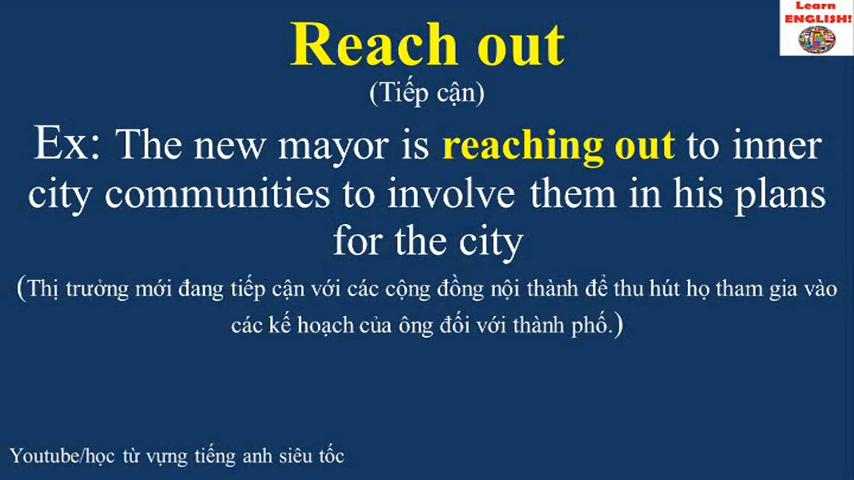 Learn
ENGLISH!
Reach out
(Tiếp cận)
Ex: The new mayor is reaching out to inner
city communities to involve them in his plans
for the city
(Thị trưởng mới đang tiếp cận với các cộng đồng nội thành để thu hút họ tham gia vào
các kế hoạch của ông đối với thành phố.)
Youtube/học từ vựng tiếng anh siêu tốc